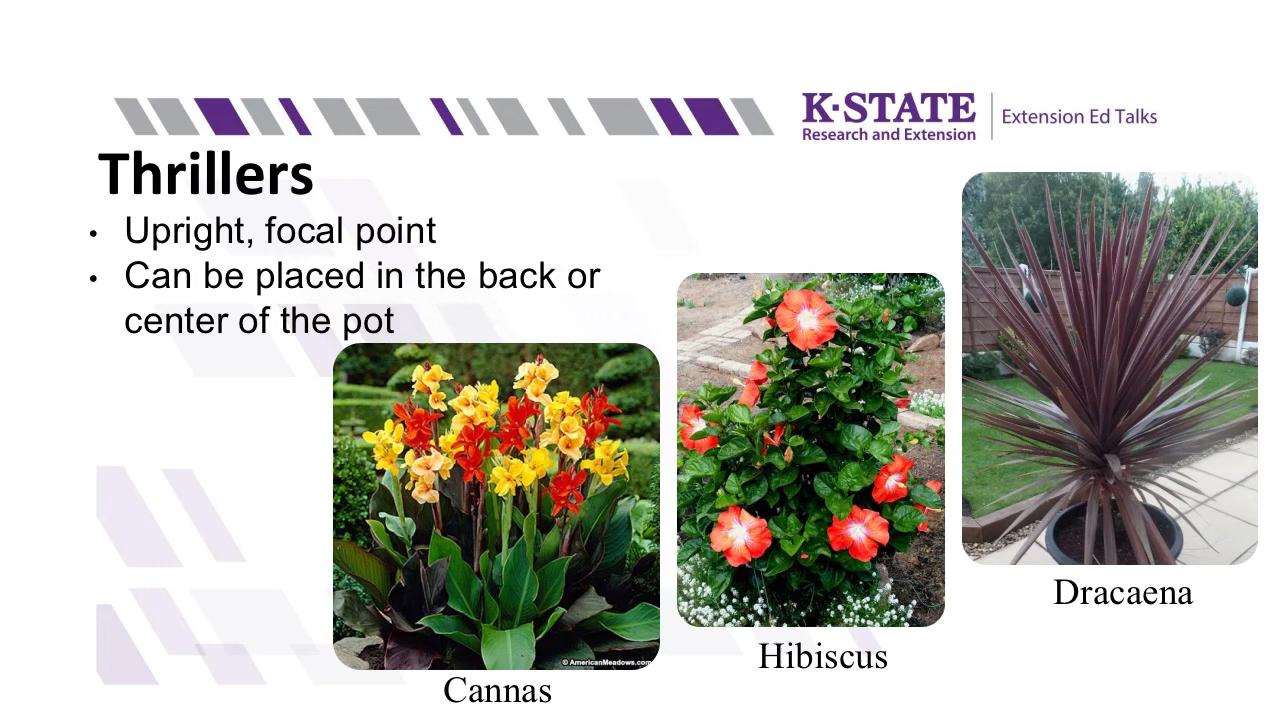 K·STATE
Research and Extension
Extension Ed Talks
Thrillers
• Upright, focal point
• Can be placed in the back or
center of the pot
© AmericanMeadows.com
Cannas
Hibiscus
Dracaena